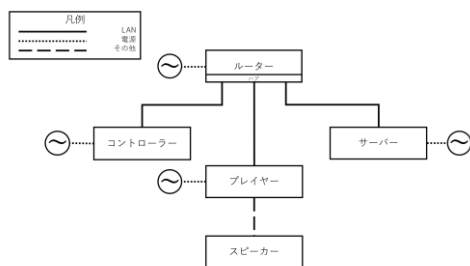 凡例
LAN
電源
その他
ルーター
ハブ
コントローラー
サーバー
プレイヤー
スピーカー